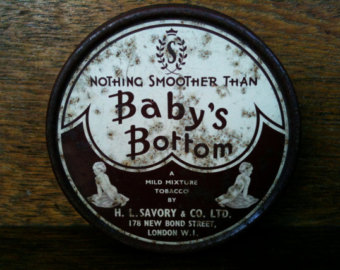 S
NOTHING SMOOTHER THAN
Baby's
Bottom
A
MILD MIXTURE
TOBACCO
BY
H. L. SAVORY & CO. LTD.
178 NEW BOND STREET,
LONDON W.1.